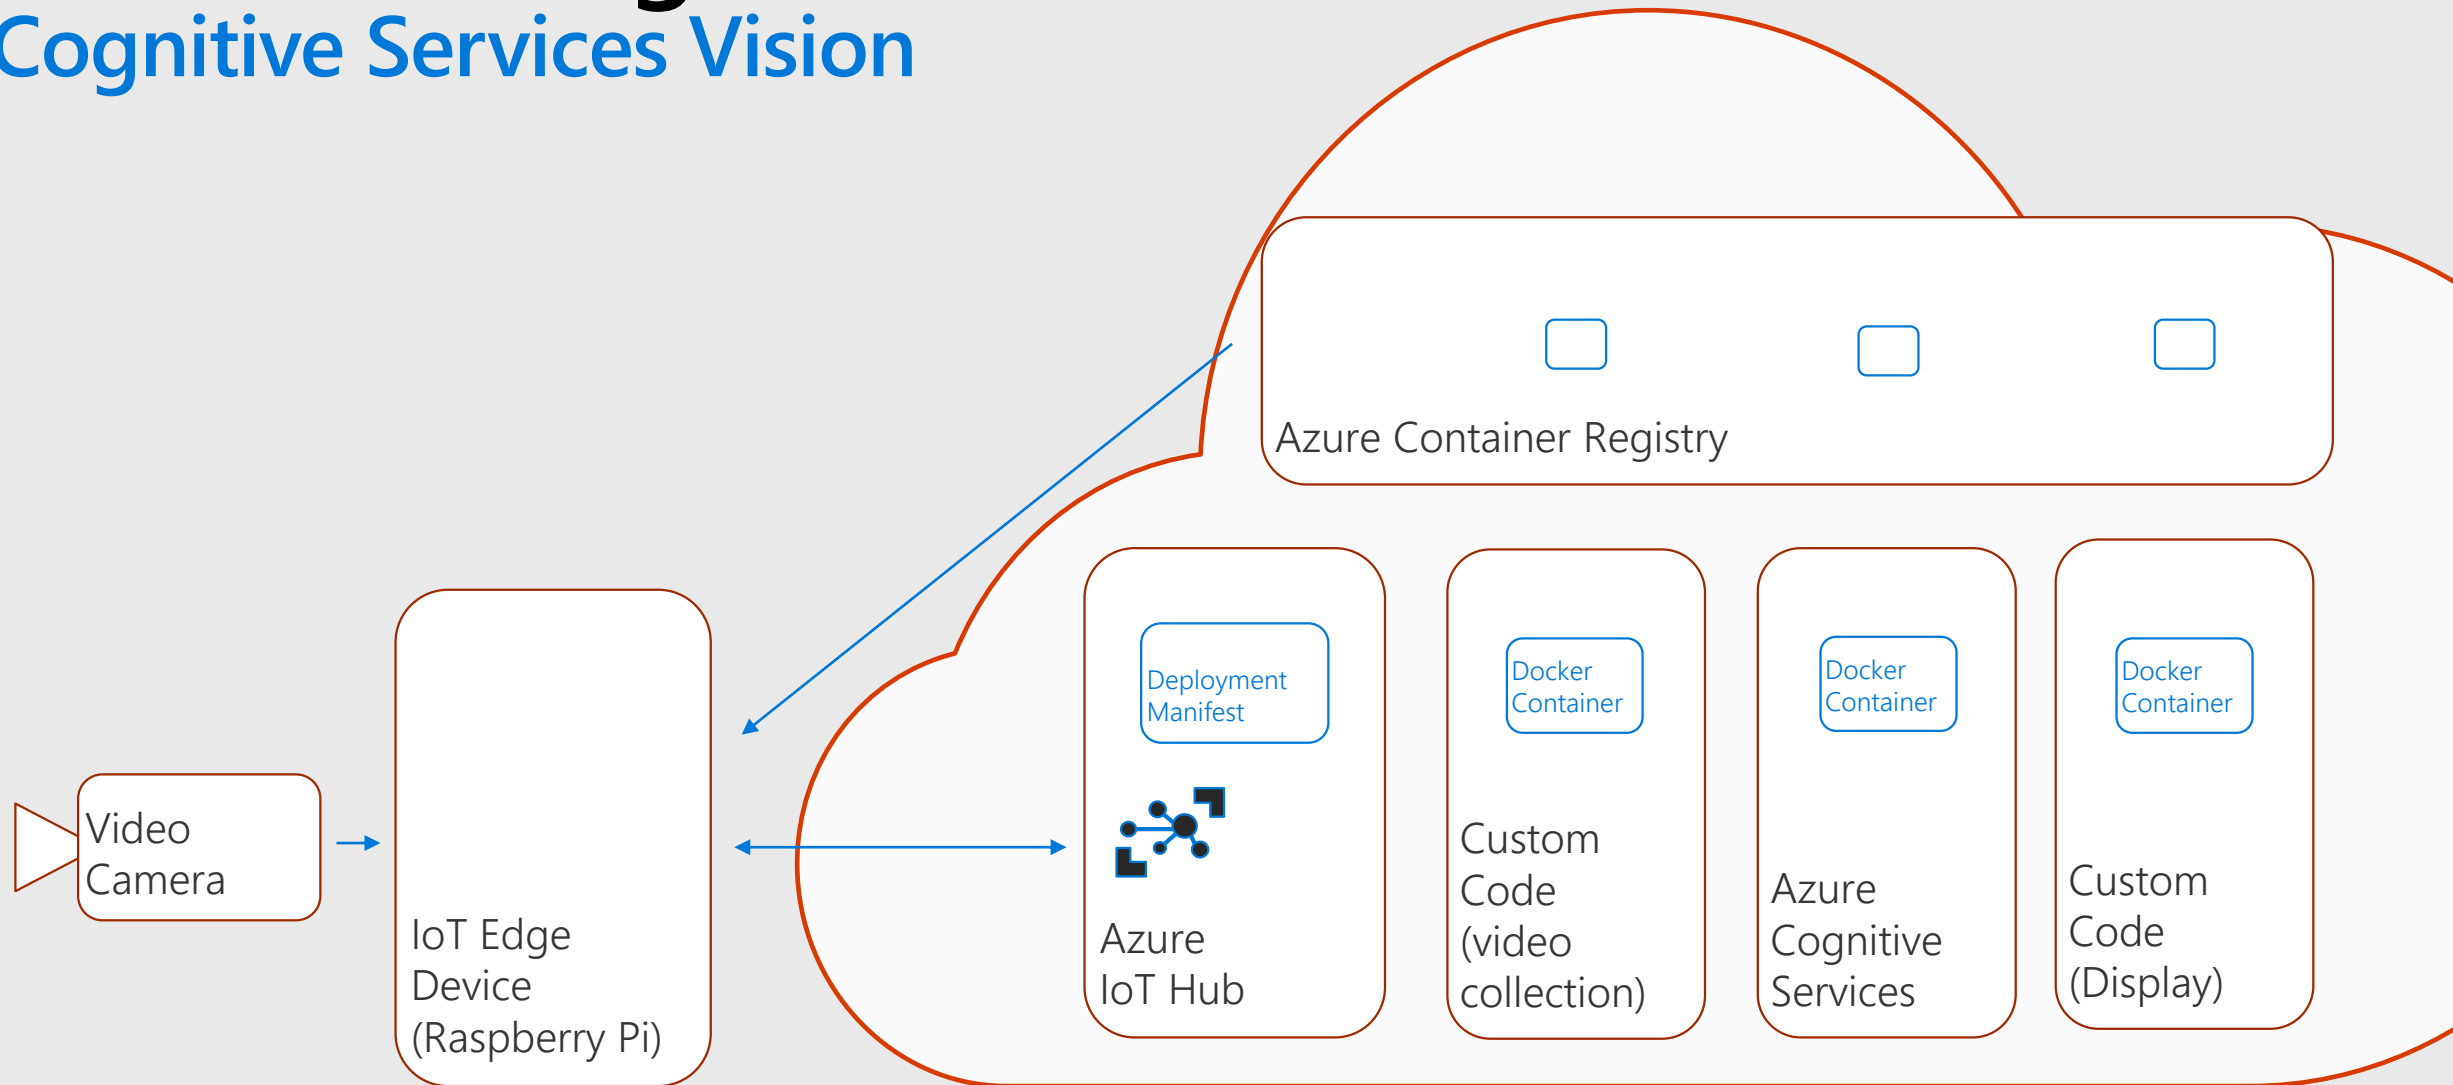 Cognitive Services Vision
Azure Container Registry
Deployment
Manifest
Docker
Container
Docker
Container
Docker
Container
Video
Camera
IoT Edge
Device
(Raspberry Pi)
Azure
IoT Hub
Custom
Code
(video
collection)
Azure
Cognitive
Services
Custom
Code
(Display)